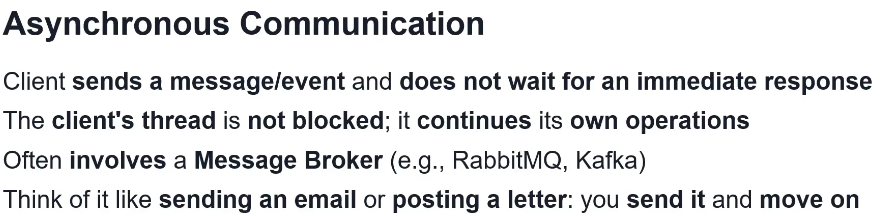 Asynchronous Communication
Client sends a message/event and does not wait for an immediate response
The client's thread is not blocked; it continues its own operations
Often involves a Message Broker (e.g., RabbitMQ, Kafka)
Think of it like sending an email or posting a letter: you send it and move on